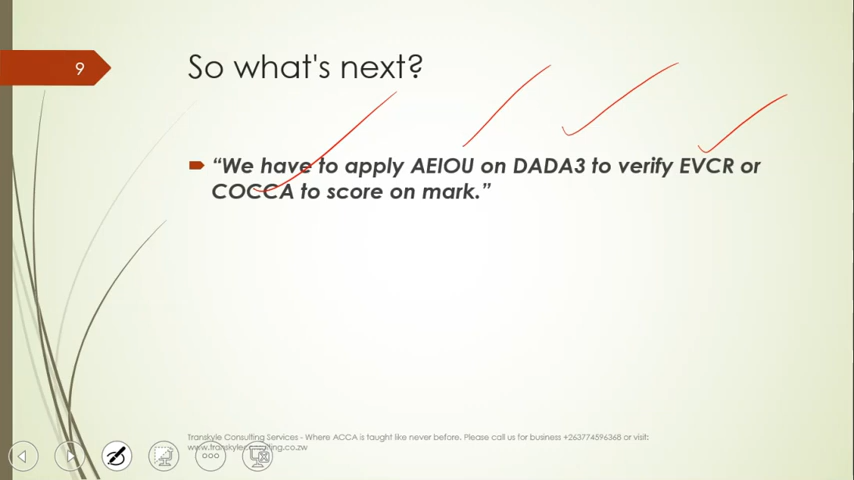 9
So what's next?
“We have to apply AEIOU on DADA3 to verify EVCR or
COCCA to score on mark.”
Transkyle Consulting Services - Where ACCA is taught like never before. Please call us for business +263774596368 or visit:
www.transkyleconsulting.co.zw